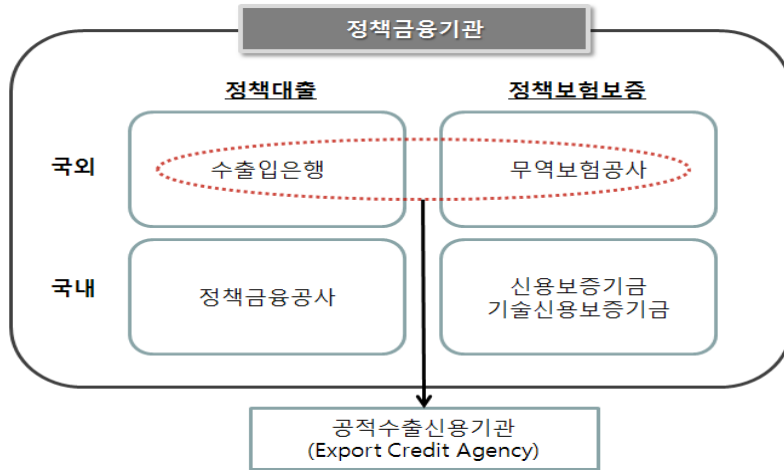 정책금융기관
정책대출
정책보험보증
국외
수출입은행
무역보험공사
국내
정책금융공사
신용보증기금
기술신용보증기금
공적수출신용기관
(Export Credit Agency)